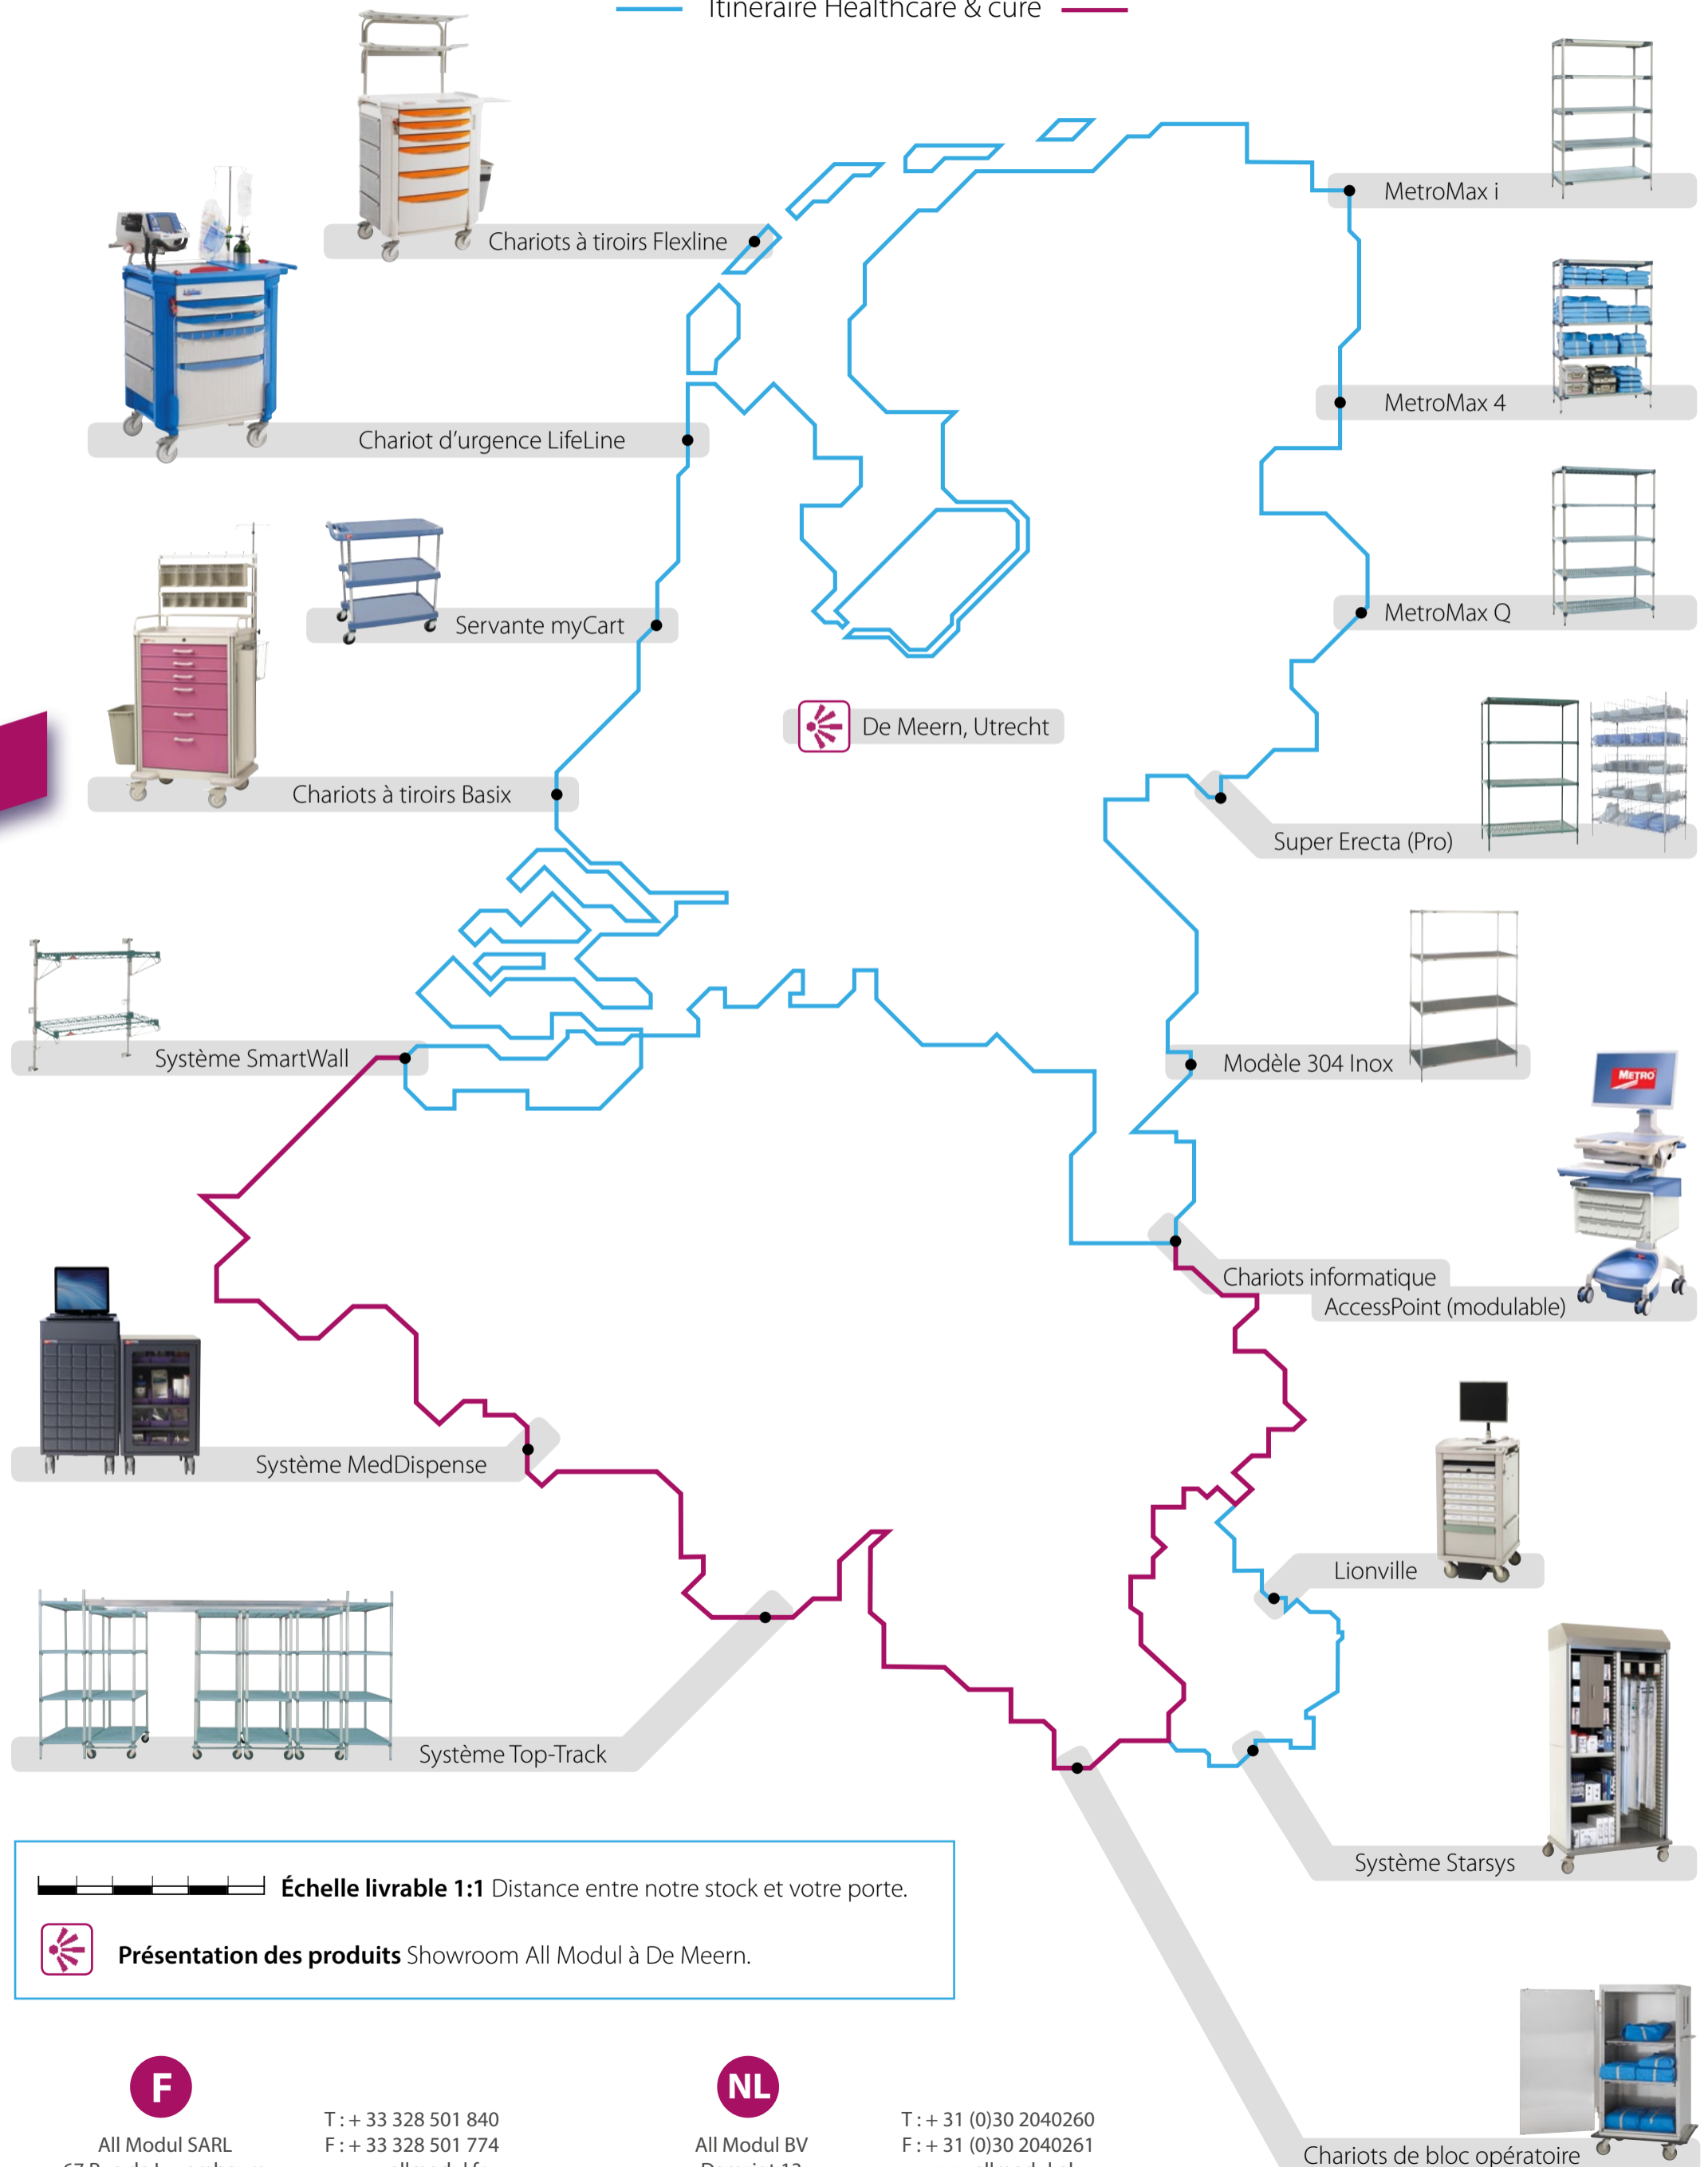 Itinéraire Healthcare & cure
MetroMax i
Chariots à tiroirs Flexline
MetroMax 4
Chariot d'urgence LifeLine
MetroMax Q
Servante myCart
De Meern, Utrecht
Chariots à tiroirs Basix
Super Erecta (Pro)
Système SmartWall
Modèle 304 Inox
METRO
Chariots informatique
AccessPoint (modulable)
Système MedDispense
Lionville
Système Top-Track
Système Starsys
Échelle livrable 1:1 Distance entre notre stock et votre porte.
Présentation des produits Showroom All Modul à De Meern.
F
All Modul SARL
T : + 33 328 501 840
F : + 33 328 501 774
NL
All Modul BV
T : + 31 (0)30 2040260
F : + 31 (0)30 2040261
Chariots de bloc opératoire